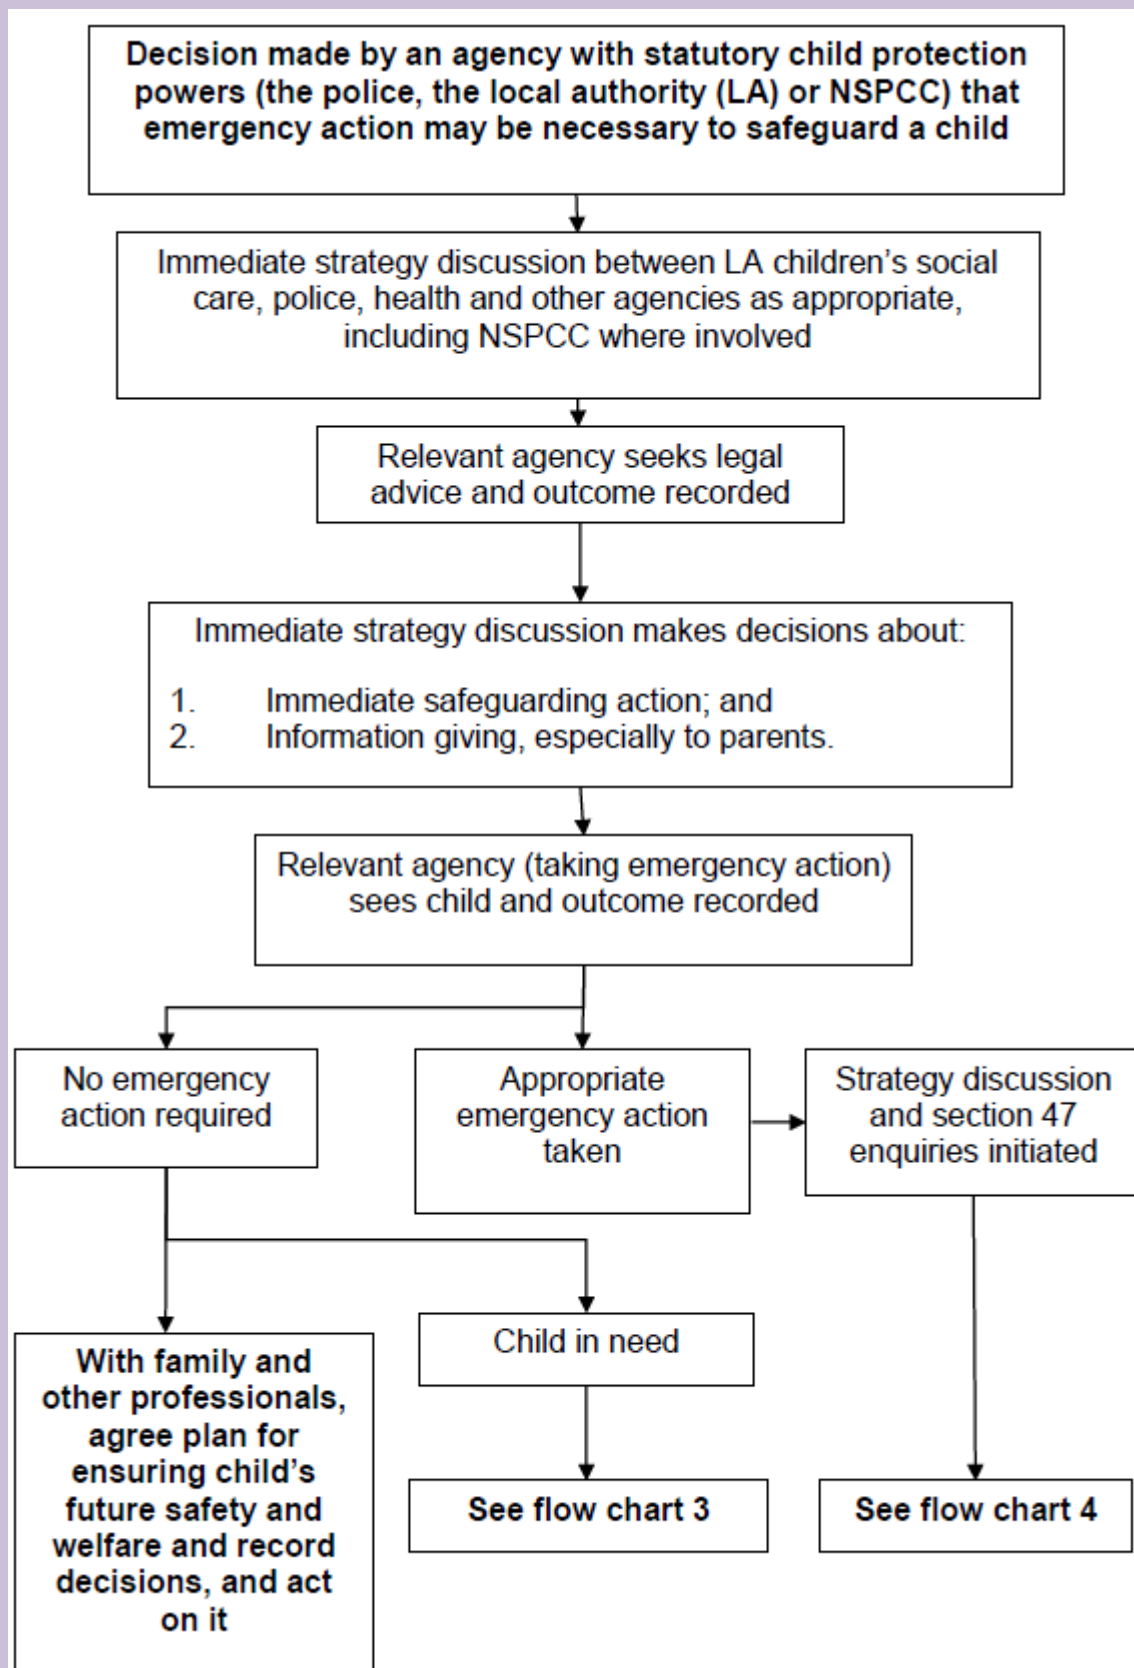 Decision made by an agency with statutory child protection
powers (the police, the local authority (LA) or NSPCC) that
emergency action may be necessary to safeguard a child
Immediate strategy discussion between LA children’s social
care, police, health and other agencies as appropriate,
including NSPCC where involved
Relevant agency seeks legal
advice and outcome recorded
Immediate strategy discussion makes decisions about:
1. Immediate safeguarding action; and
2. Information giving, especially to parents.
Relevant agency (taking emergency action)
sees child and outcome recorded
No emergency
action required
Appropriate
emergency action
taken
Strategy discussion
and section 47
enquiries initiated
With family and
other professionals,
agree plan for
ensuring child’s
future safety and
welfare and record
decisions, and act
on it
Child in need
See flow chart 3
See flow chart 4